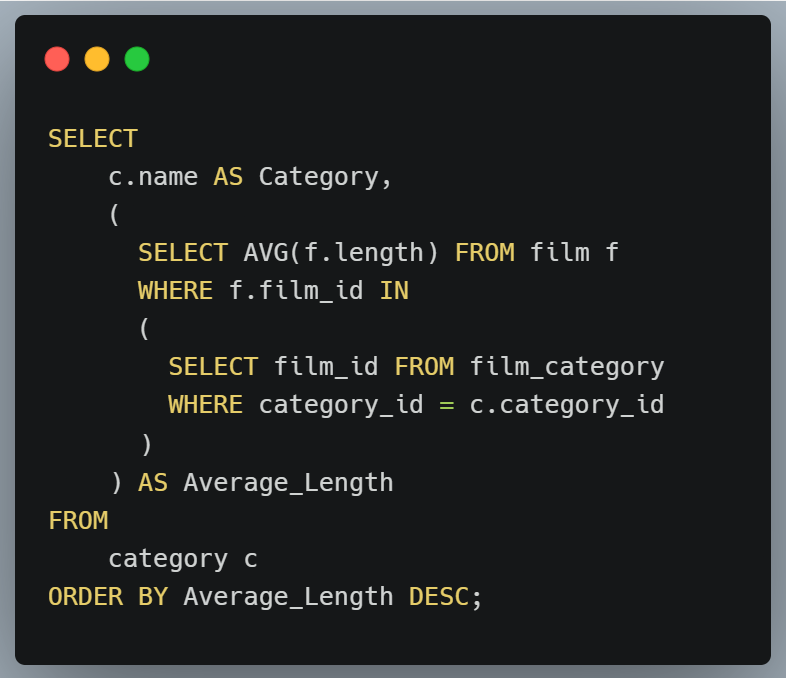 SELECT
    c.name AS Category,
    (
      SELECT AVG(f.length) FROM film f
      WHERE f.film_id IN
      (
        SELECT film_id FROM film_category
        WHERE category_id = c.category_id
      )
    ) AS Average_Length
FROM
    category c
ORDER BY Average_Length DESC;